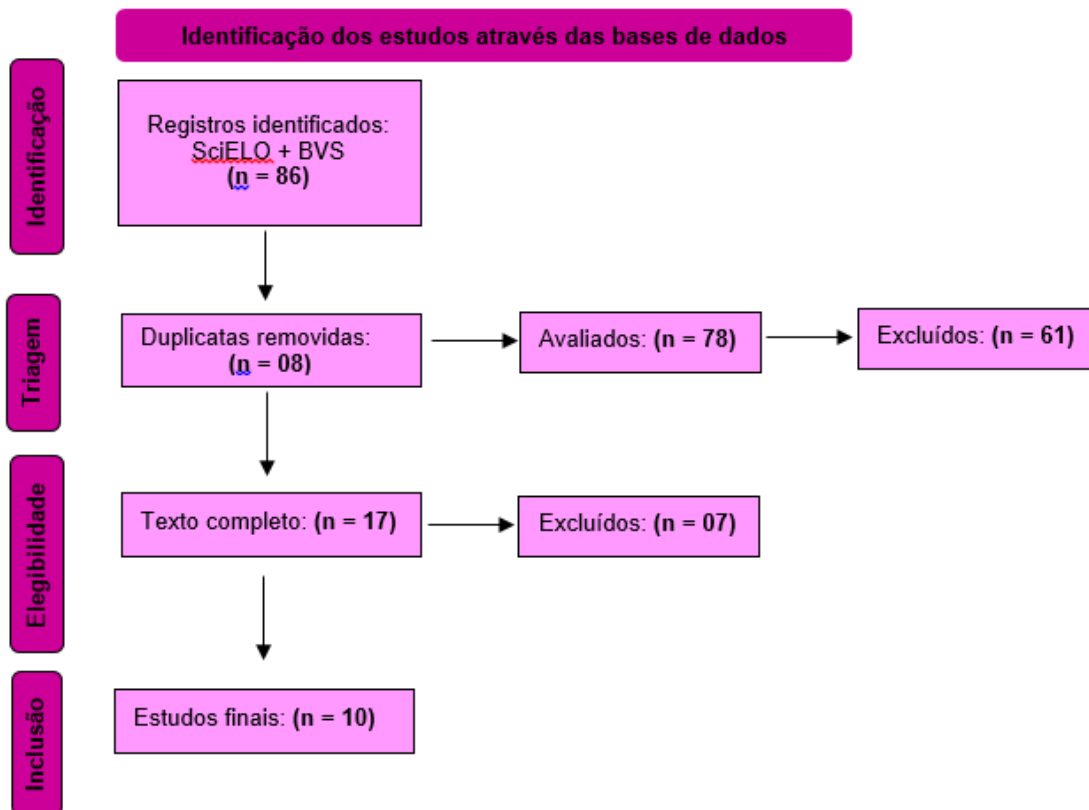 Identificação dos estudos através das bases de dados
Identificação
Registros identificados:
SciELO + BVS
(n = 86)
Triagem
Duplicatas removidas:
(n = 08)
Avaliados: (n = 78)
Excluídos: (n = 61)
Elegibilidade
Texto completo: (n = 17)
Excluídos: (n = 07)
Inclusão
Estudos finais: (n = 10)